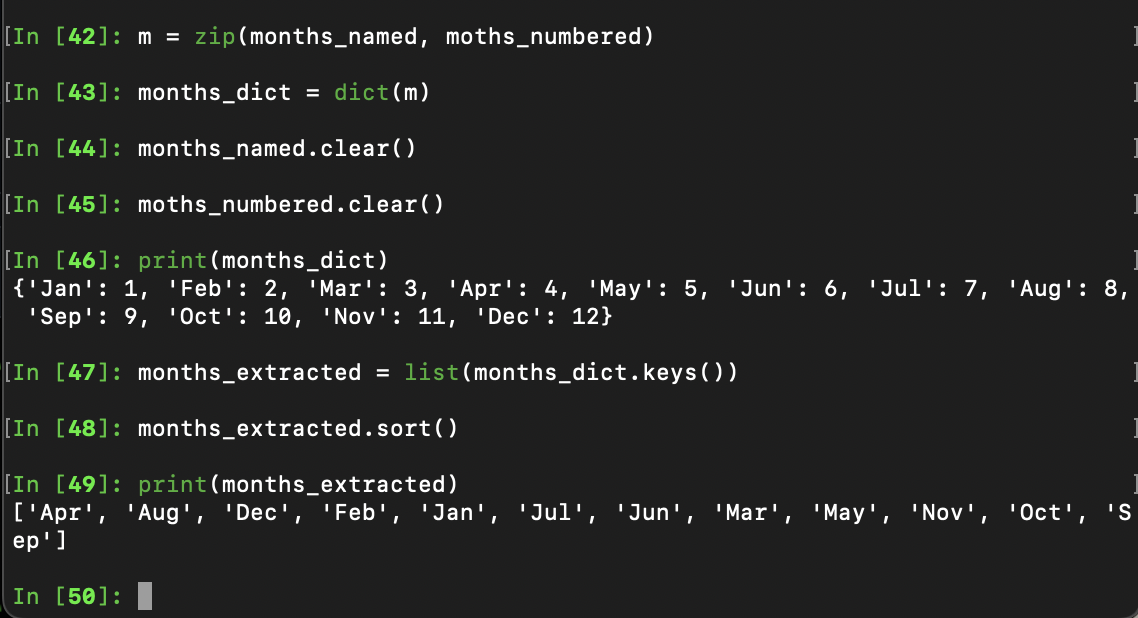 [In [42]: m = zip(months_named, moths_numbered) ]
[In [43]: months_dict = dict(m) ]
[In [44]: months_named.clear() ]
[In [45]: moths_numbered.clear() ]
[In [46]: print(months_dict) ]
{'Jan': 1, 'Feb': 2, 'Mar': 3, 'Apr': 4, 'May': 5, 'Jun': 6, 'Jul': 7, 'Aug': 8,
'Sep': 9, 'Oct': 10, 'Nov': 11, 'Dec': 12}
[In [47]: months_extracted = list(months_dict.keys()) ]
[In [48]: months_extracted.sort() ]
[In [49]: print(months_extracted) ]
['Apr', 'Aug', 'Dec', 'Feb', 'Jan', 'Jul', 'Jun', 'Mar', 'May', 'Nov', 'Oct', 'S
ep']
In [50]: